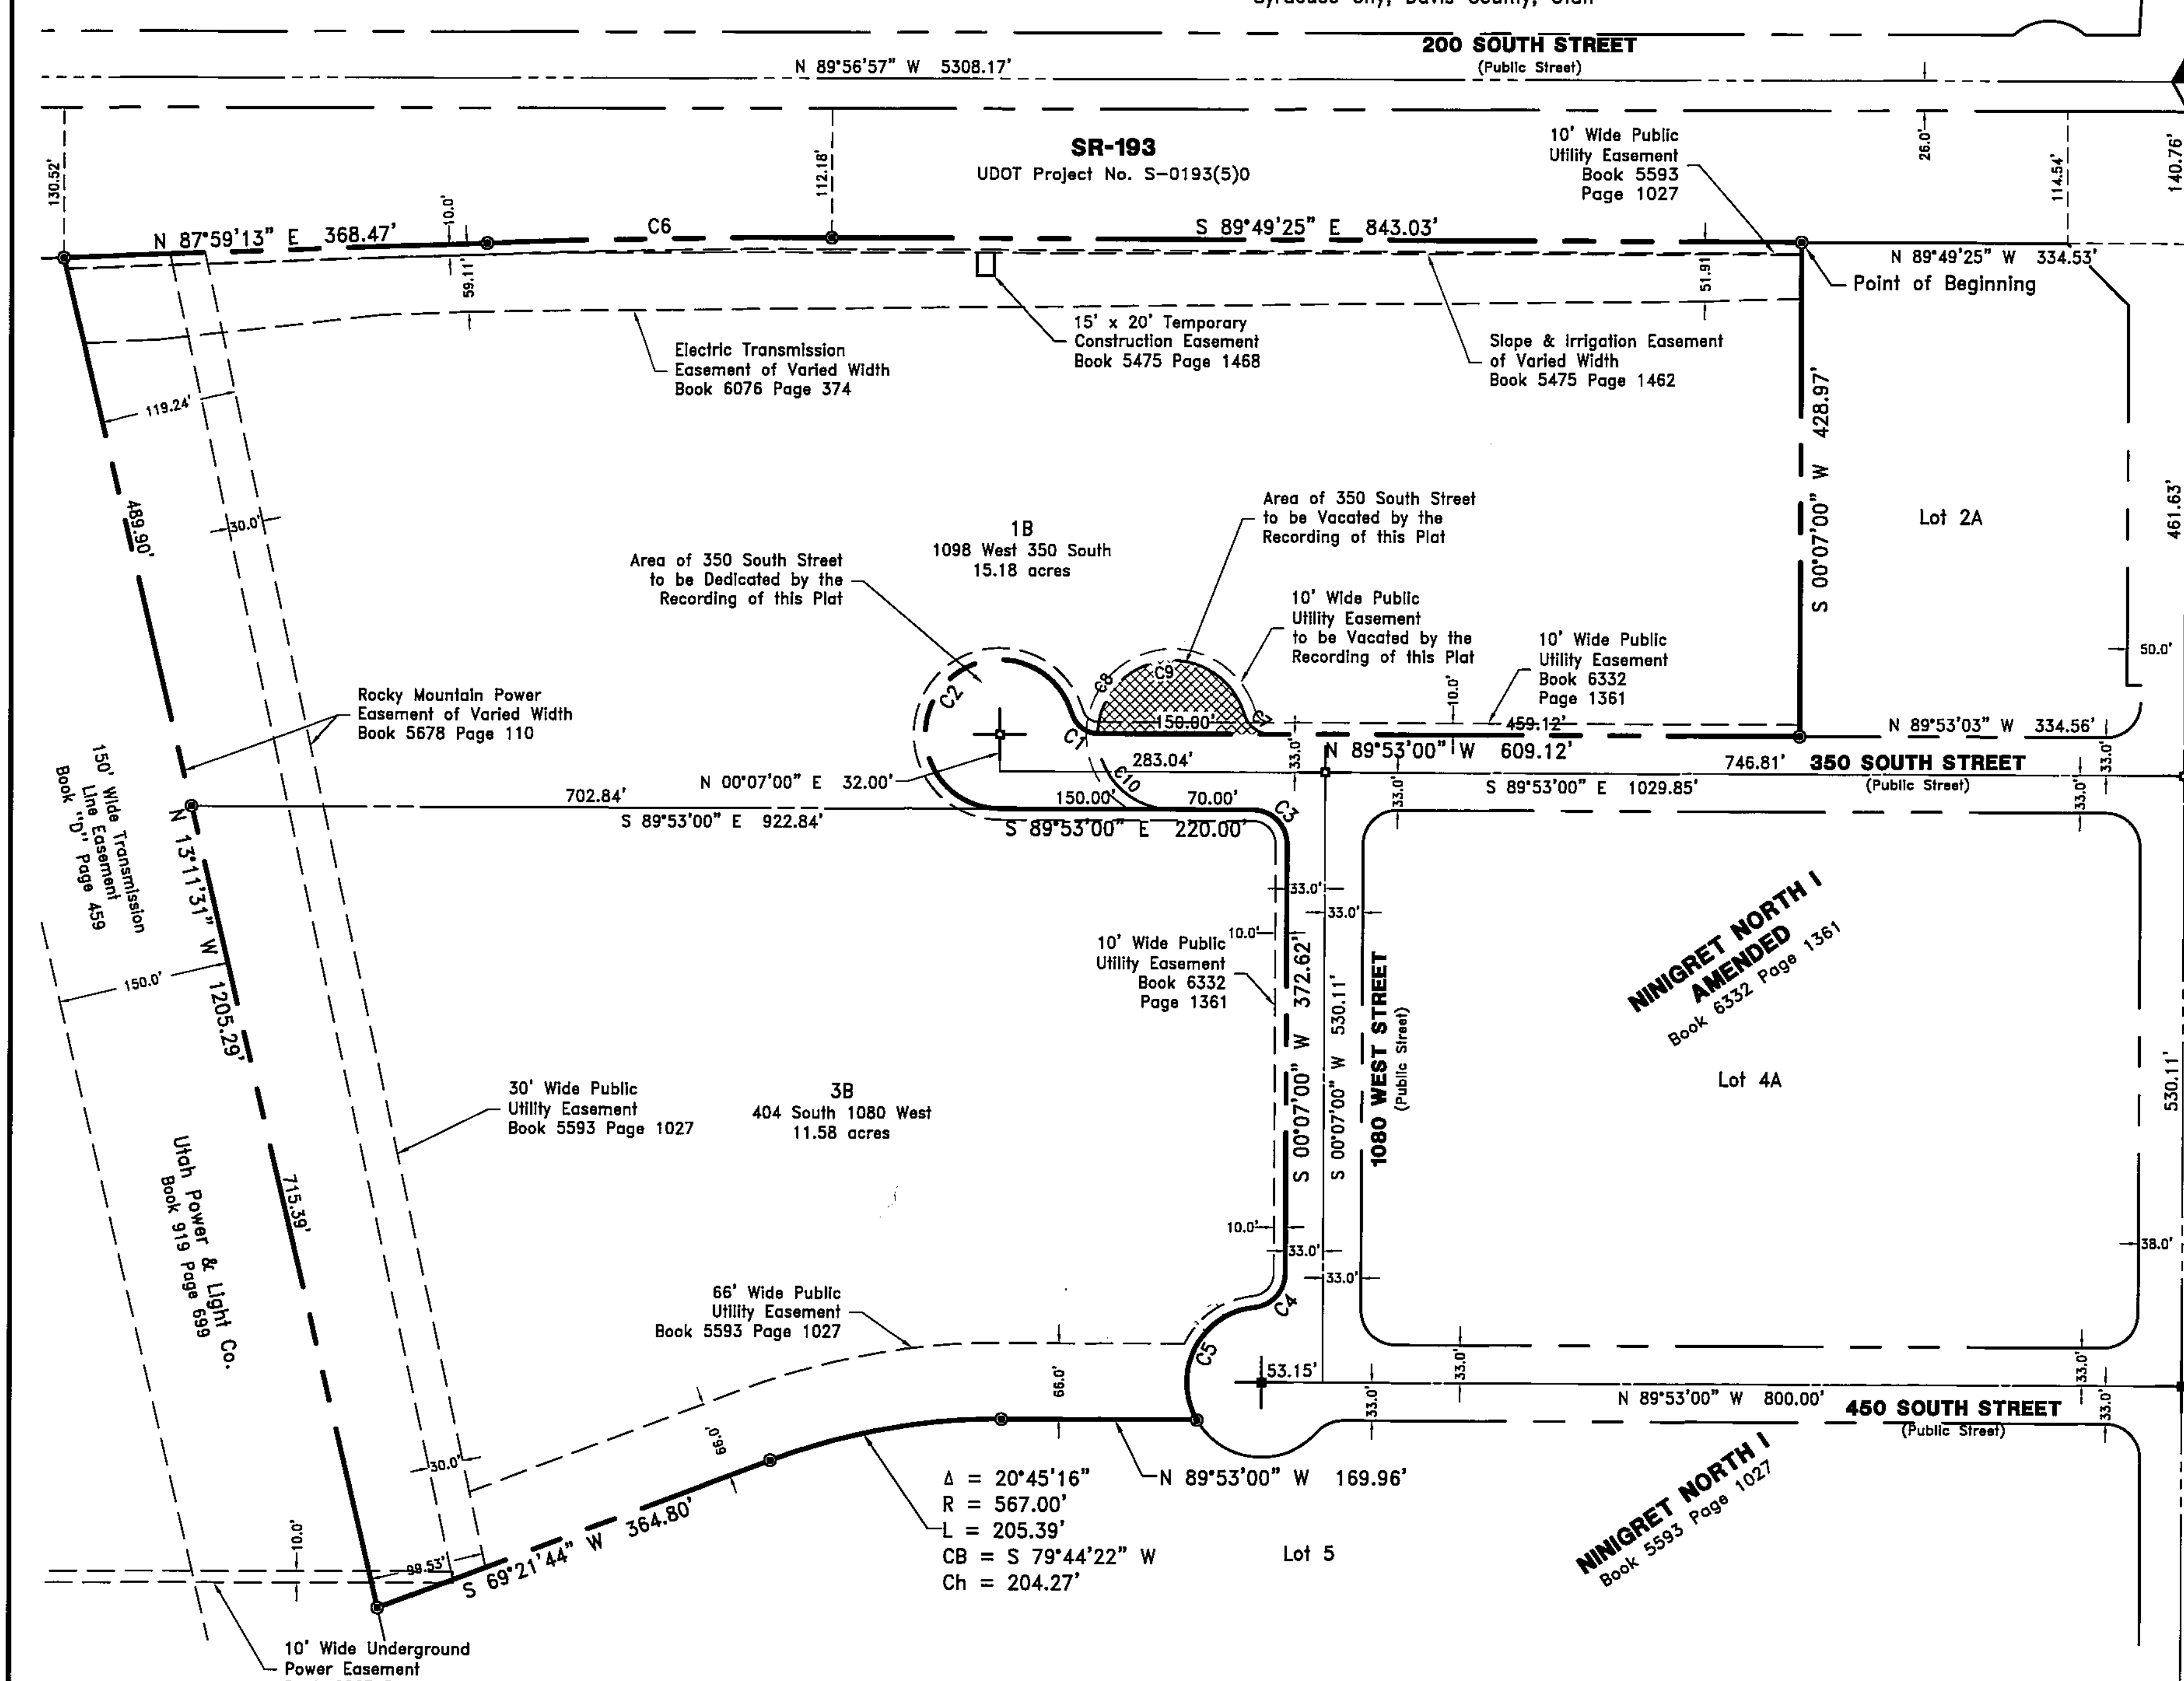 200 SOUTH STREET
(Public Street)
N 89°56'57" W 5308.17'
SR-193
UDOT Project No. S-0193(5)0
130.52'
112.18'
10' Wide Public
Utility Easement
Book 5593
Page 1027
26.0'
114.54'
140.76'
N 87°59'13" E 368.47'
10.0'
C6
S 89°49'25" E 843.03'
N 89°49'25" W 334.53'
Point of Beginning
59.11'
51.91'
15' x 20' Temporary
Construction Easement
Book 5475 Page 1468
Electric Transmission
Easement of Varied Width
Book 6076 Page 374
Slope & Irrigation Easement
of Varied Width
Book 5475 Page 1462
119.24'
S 00°07'00" W 428.97'
489.90'
30.0'
1B
1098 West 350 South
15.18 acres
Area of 350 South Street
to be Vacated by the
Recording of this Plat
Lot 2A
461.63'
Area of 350 South Street
to be Dedicated by the
Recording of this Plat
10' Wide Public
Utility Easement
to be Vacated by the
Recording of this Plat
10' Wide Public
Utility Easement
Book 6332
Page 1361
50.0'
Rocky Mountain Power
Easement of Varied Width
Book 5678 Page 110
C2
C8
C9
C7
C1
150.00'
10.0'
459.12'
N 89°53'03" W 334.56'
33.0'
N 89°53'00" W 609.12'
283.04'
746.81'
350 SOUTH STREET
(Public Street)
33.0'
N 00°07'00" E 32.00'
C10
S 89°53'00" E 1029.85'
33.0'
33.0'
702.84'
S 89°53'00" E 922.84'
150.00'
70.00'
C3
S 89°53'00" E 220.00'
150' Wide Transmission
Line Easement
Book "D" Page 459
N 13°11'31" W 1205.29'
33.0'
33.0'
10.0'
10' Wide Public
Utility Easement
Book 6332
Page 1361
S 00°07'00" W 372.62'
S 00°07'00" W 530.11'
1080 WEST STREET
(Public Street)
NINIGRET NORTH I
AMENDED
Book 6332 Page 1361
150.0'
Lot 4A
530.11'
30' Wide Public
Utility Easement
Book 5593 Page 1027
3B
404 South 1080 West
11.58 acres
Utah Power & Light Co.
Book 919 Page 699
715.39'
10.0'
33.0'
33.0'
38.0'
66' Wide Public
Utility Easement
Book 5593 Page 1027
C4
C5
53.15'
66.0'
33.0'
33.0'
33.0'
33.0'
N 89°53'00" W 800.00'
450 SOUTH STREET
(Public Street)
66.0'
30.0'
Δ = 20°45'16"
R = 567.00'
L = 205.39'
CB = S 79°44'22" W
Ch = 204.27'
N 89°53'00" W 169.96'
Lot 5
NINIGRET NORTH I
Book 5593 Page 1027
10.0'
99.53'
S 69°21'44" W 364.80'
10' Wide Underground
Power Easement